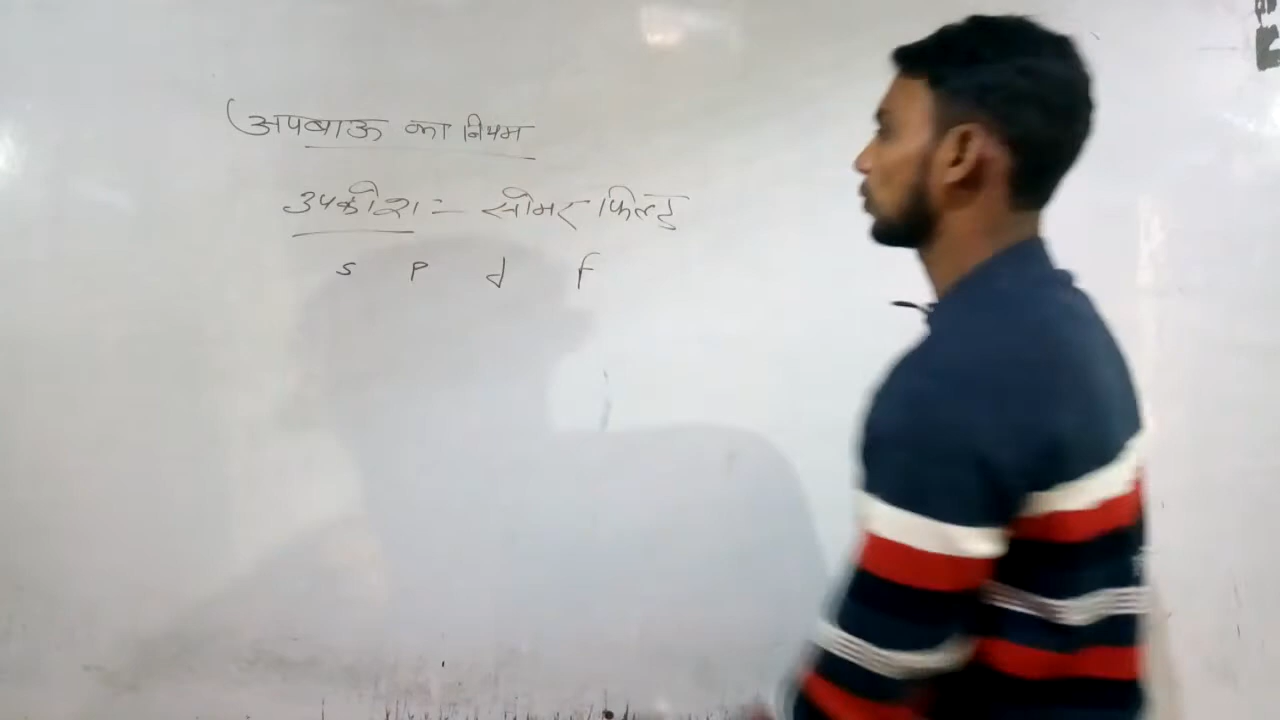 अपबाऊ का नियम
उपकोश :- सोमर फिल्ड
s p d f